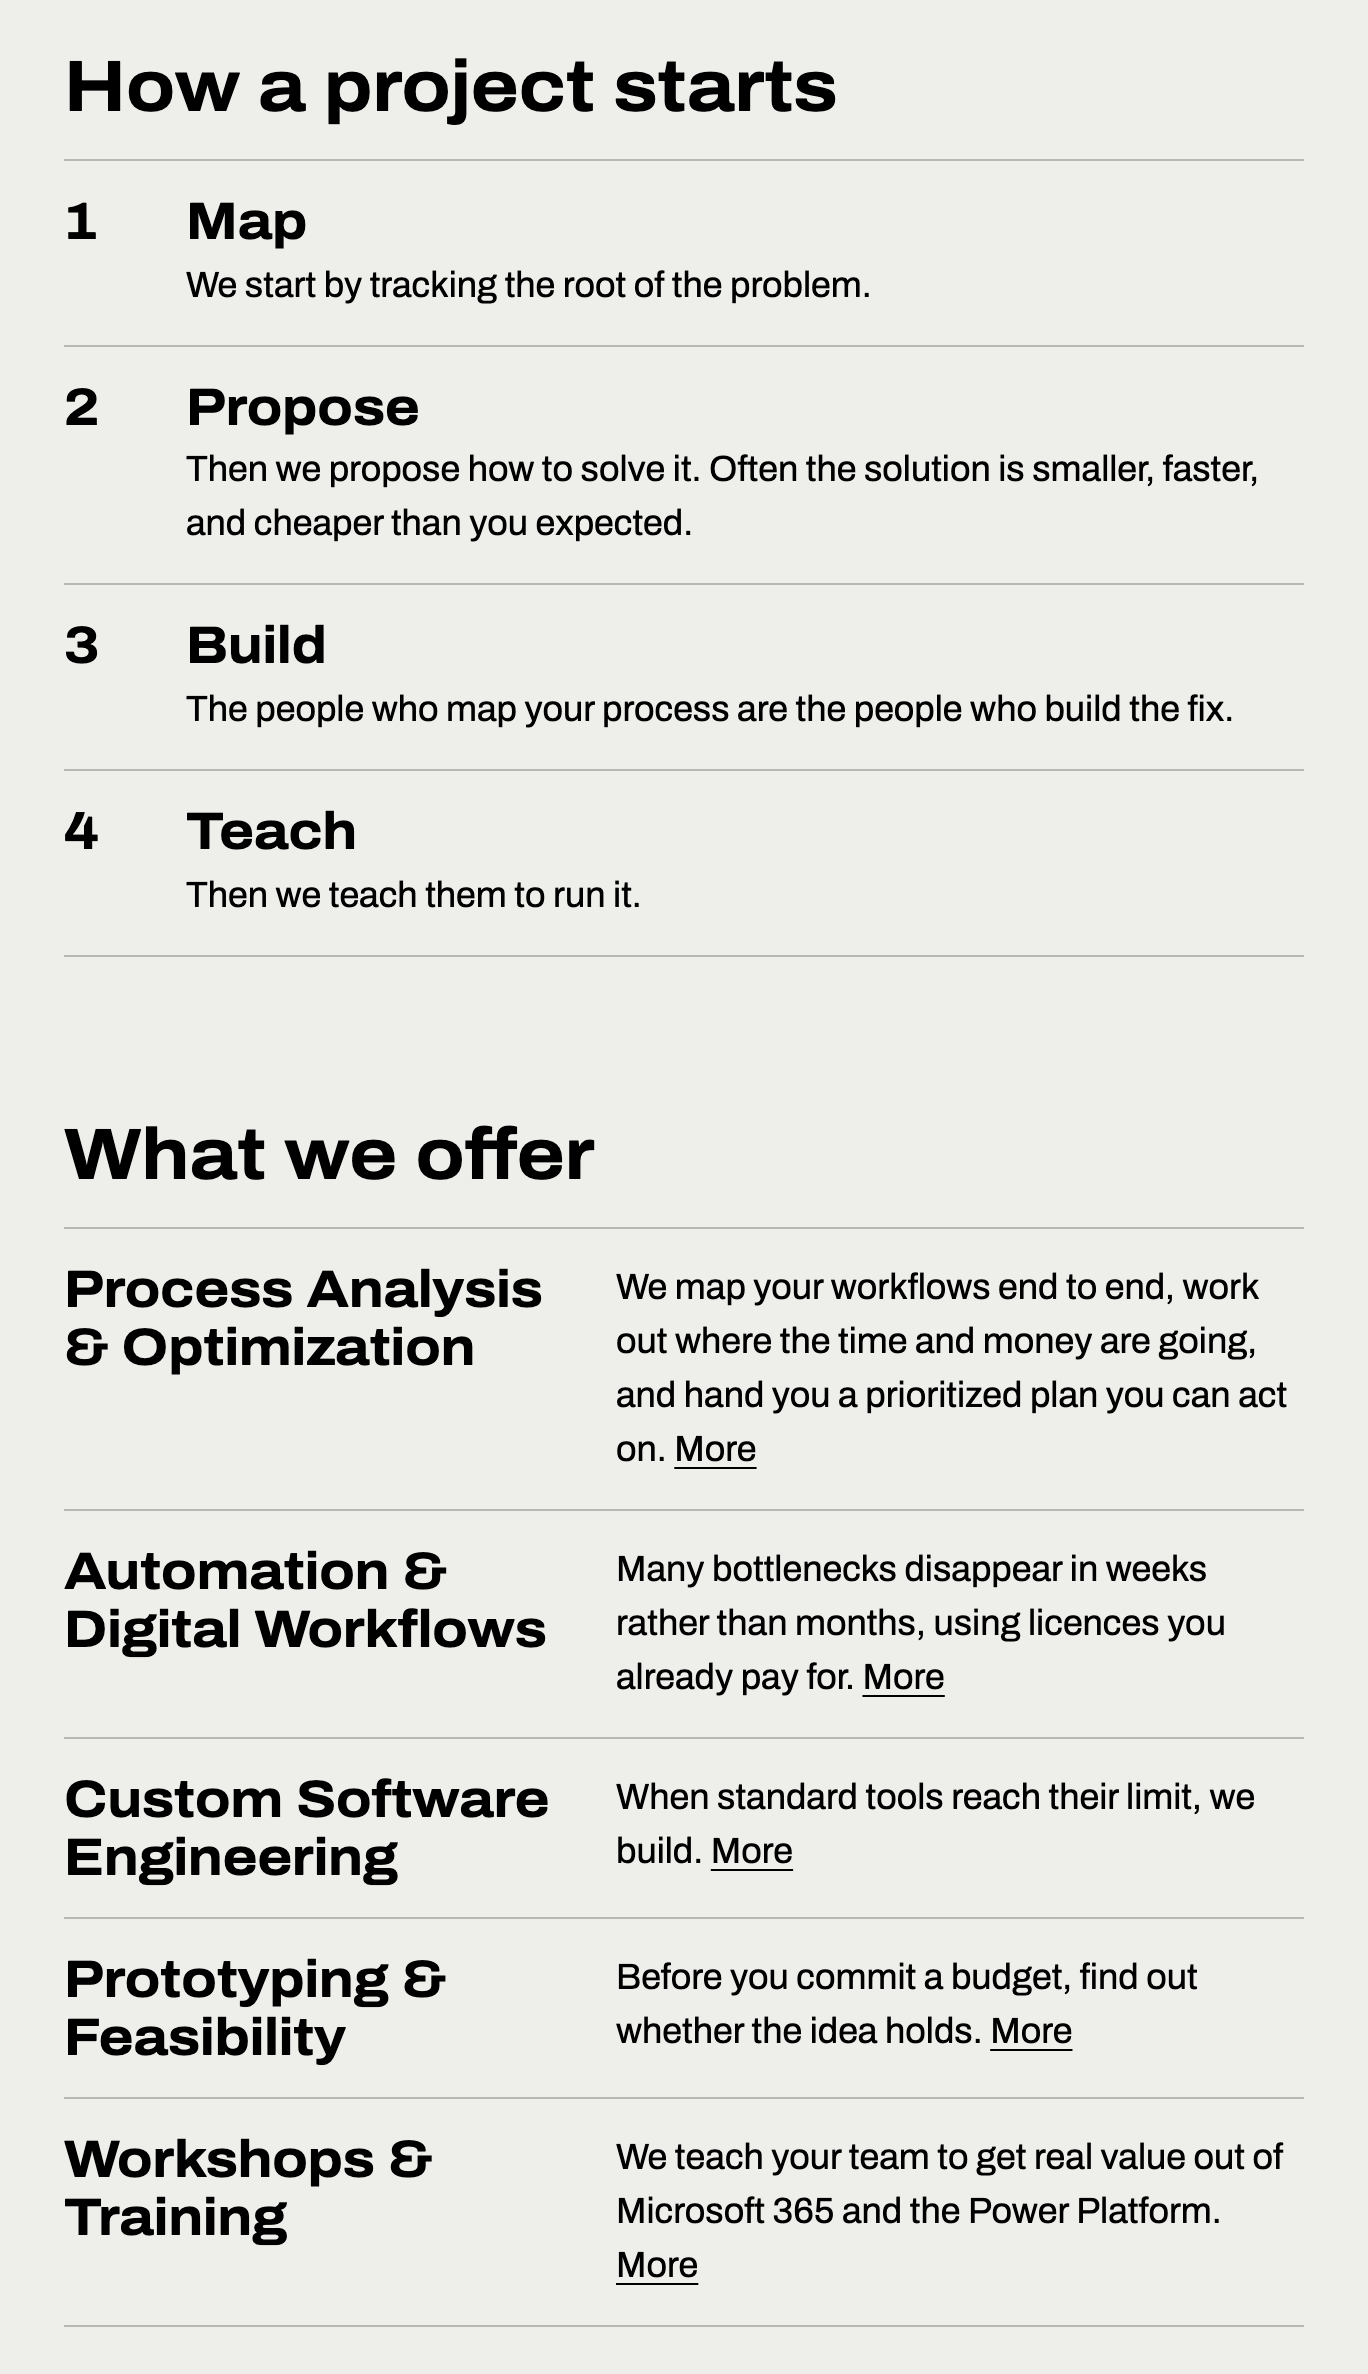 How a project starts
1 Map
We start by tracking the root of the problem.
2 Propose
Then we propose how to solve it. Often the solution is smaller, faster,
and cheaper than you expected.
3 Build
The people who map your process are the people who build the fix.
4 Teach
Then we teach them to run it.
What we offer
Process Analysis
& Optimization
We map your workflows end to end, work
out where the time and money are going,
and hand you a prioritized plan you can act
on. More
Automation &
Digital Workflows
Many bottlenecks disappear in weeks
rather than months, using licences you
already pay for. More
Custom Software
Engineering
When standard tools reach their limit, we
build. More
Prototyping &
Feasibility
Before you commit a budget, find out
whether the idea holds. More
Workshops &
Training
We teach your team to get real value out of
Microsoft 365 and the Power Platform.
More